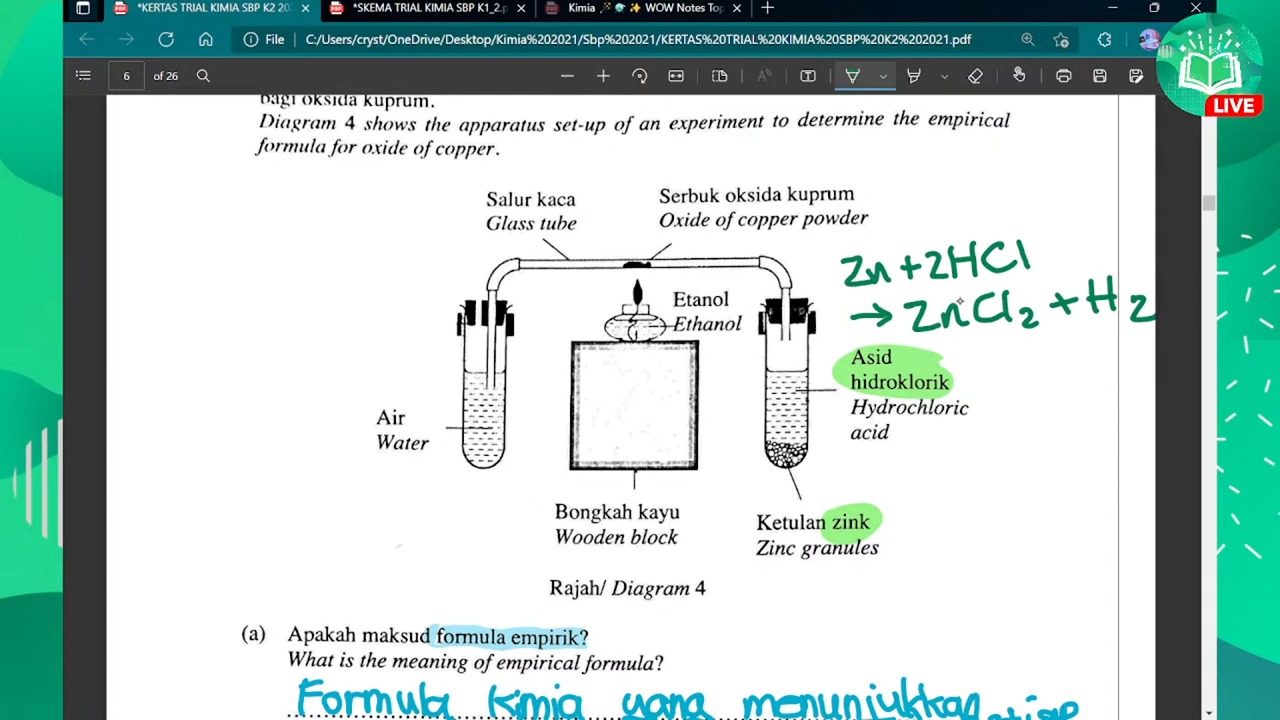 *KERTAS TRIAL KIMIA SBP K2 202
*SKEMA TRIAL KIMIA SBP K1_2.p
Kimia 🪄 🧪 ✨ WOW Notes Top
File
C:/Users/cryst/OneDrive/Desktop/Kimia%202021/Sbp%202021/KERTAS%20TRIAL%20KIMIA%20SBP%20K2%202021.pdf
LIVE
6 of 26
bagi oksida kuprum.
Diagram 4 shows the apparatus set-up of an experiment to determine the empirical
formula for oxide of copper.
Salur kaca
Glass tube
Serbuk oksida kuprum
Oxide of copper powder
Zn + 2HCl
→ ZnCl2 + H2
Etanol
Ethanol
Asid
hidroklorik
Hydrochloric
acid
Air
Water
Bongkah kayu
Wooden block
Ketulan zink
Zinc granules
Rajah/ Diagram 4
(a) Apakah maksud formula empirik?
What is the meaning of empirical formula?
Formula kimia yang menunjukkan